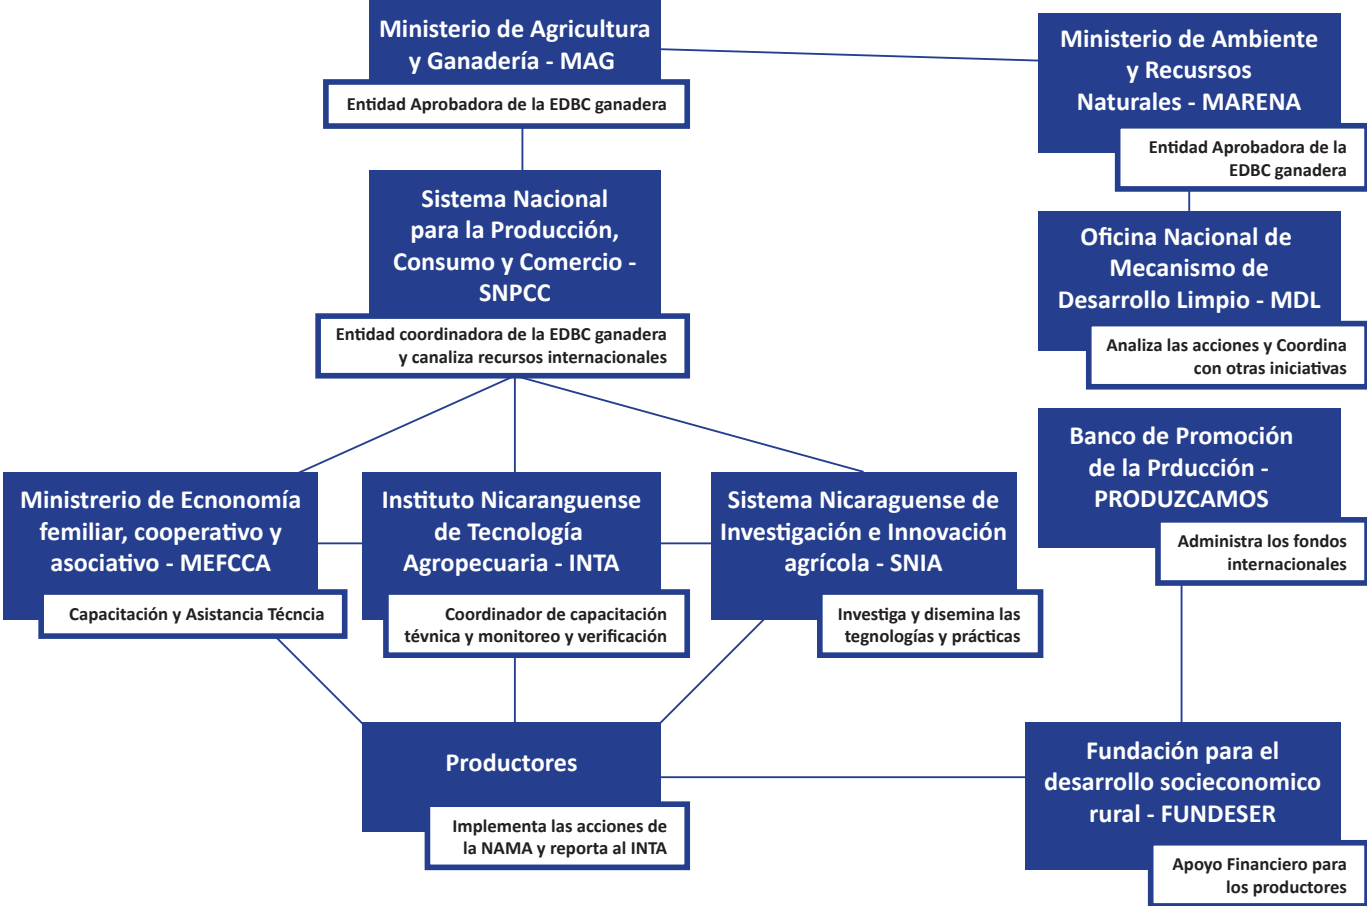 Ministerio de Agricultura
y Ganadería - MAG
Entidad Aprobadora de la EDBC ganadera
Ministerio de Ambiente
y Recusrsos
Naturales - MARENA
Entidad Aprobadora de la
EDBC ganadera
Sistema Nacional
para la Producción,
Consumo y Comercio -
SNPCC
Entidad coordinadora de la EDBC ganadera
y canaliza recursos internacionales
Oficina Nacional de
Mecanismo de
Desarrollo Limpio - MDL
Analiza las acciones y Coordina
con otras iniciativas
Ministrerio de Ecnonomía
femiliar, cooperativo y
asociativo - MEFCCA
Capacitación y Asistancia Técncia
Instituto Nicaranguense
de Tecnología
Agropecuaria - INTA
Coordinador de capacitación
tévnica y monitoreo y verificación
Sistema Nicaraguense de
Investigación e Innovación
agrícola - SNIA
Investiga y disemina las
tegnologías y prácticas
Banco de Promoción
de la Prducción -
PRODUZCAMOS
Administra los fondos
internacionales
Productores
Implementa las acciones de
la NAMA y reporta al INTA
Fundación para el
desarrollo socieconomico
rural - FUNDESER
Apoyo Financiero para
los productores